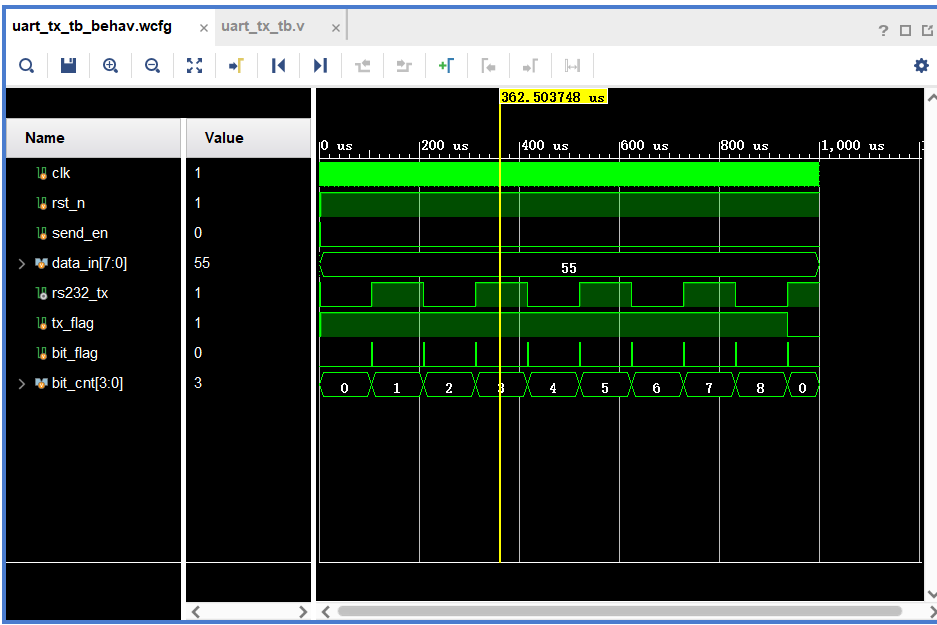 uart_tx_tb_behav.wcfg × uart_tx_tb.v ×
?
362.503748 us
Name Value
0 us 200 us 400 us 600 us 800 us 1,000 us
clk 1
rst_n 1
send_en 0
data_in[7:0] 55 55
rs232_tx 1
tx_flag 1
bit_flag 0
bit_cnt[3:0] 3 0 1 2 3 4 5 6 7 8 0